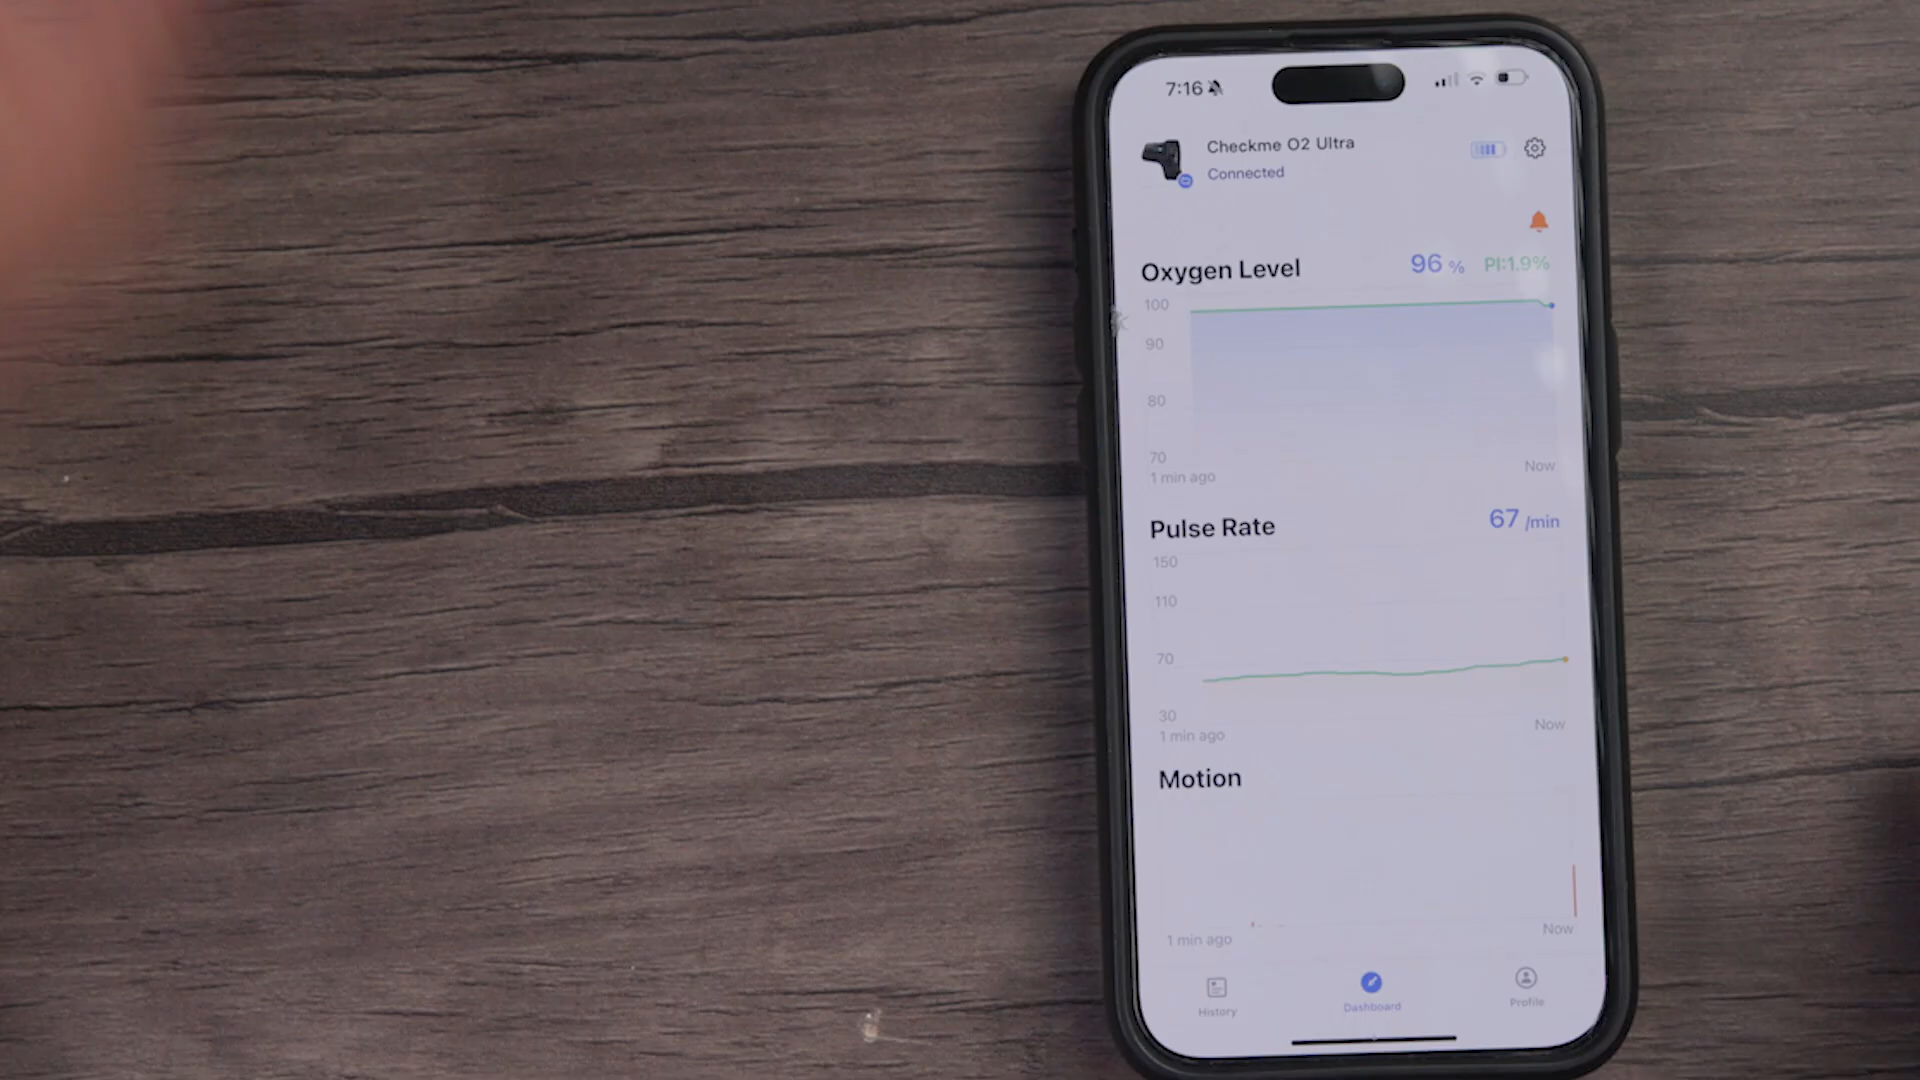 7:16
Checkme O2 Ultra
Connected
Oxygen Level 96 % PI:1.9%
100
90
80
70
1 min ago Now
Pulse Rate 67 /min
150
110
70
30
1 min ago Now
Motion
1 min ago Now
History Dashboard Profile